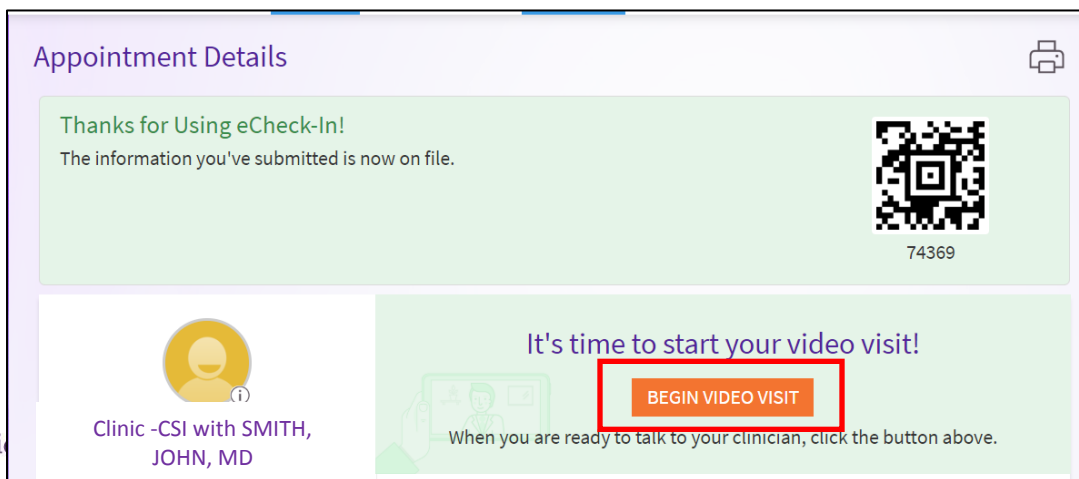 Appointment Details
Thanks for Using eCheck-In!
The information you've submitted is now on file.
74369
It's time to start your video visit!
BEGIN VIDEO VISIT
When you are ready to talk to your clinician, click the button above.
Clinic -CSI with SMITH,
JOHN, MD